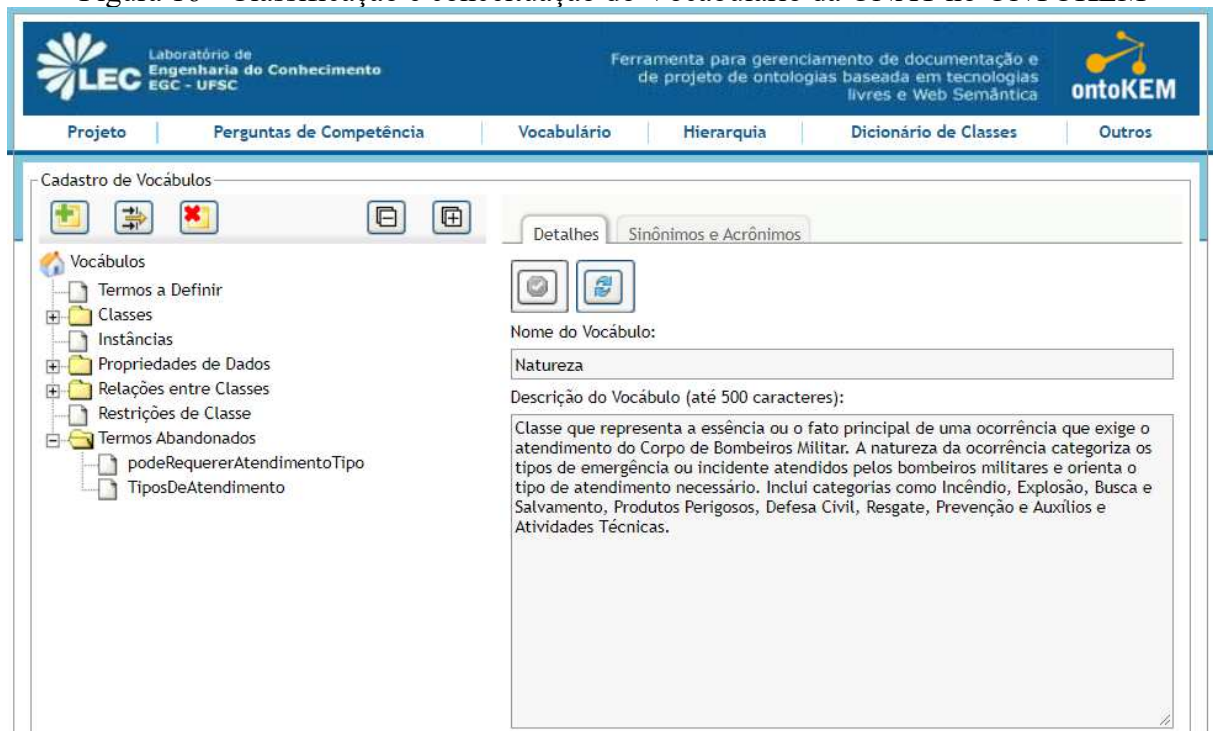 LEC
Laboratório de
Engenharia do Conhecimento
EGC - UFSC
Ferramenta para gerenciamento de documentação e
de projeto de ontologias baseada em tecnologias
livres e Web Semântica
ontoKEM
Projeto Perguntas de Competência Vocabulário Hierarquia Dicionário de Classes Outros
Cadastro de Vocábulos
Vocábulos
Termos a Definir
Classes
Instâncias
Propriedades de Dados
Relações entre Classes
Restrições de Classe
Termos Abandonados
podeRequererAtendimentoTipo
TiposDeAtendimento
Detalhes Sinônimos e Acrônimos
Nome do Vocábulo:
Natureza
Descrição do Vocábulo (até 500 caracteres):
Classe que representa a essência ou o fato principal de uma ocorrência que exige o
atendimento do Corpo de Bombeiros Militar. A natureza da ocorrência categoriza os
tipos de emergência ou incidente atendidos pelos bombeiros militares e orienta o
tipo de atendimento necessário. Inclui categorias como Incêndio, Explosão, Busca e
Salvamento, Produtos Perigosos, Defesa Civil, Resgate, Prevenção e Auxílios e
Atividades Técnicas.